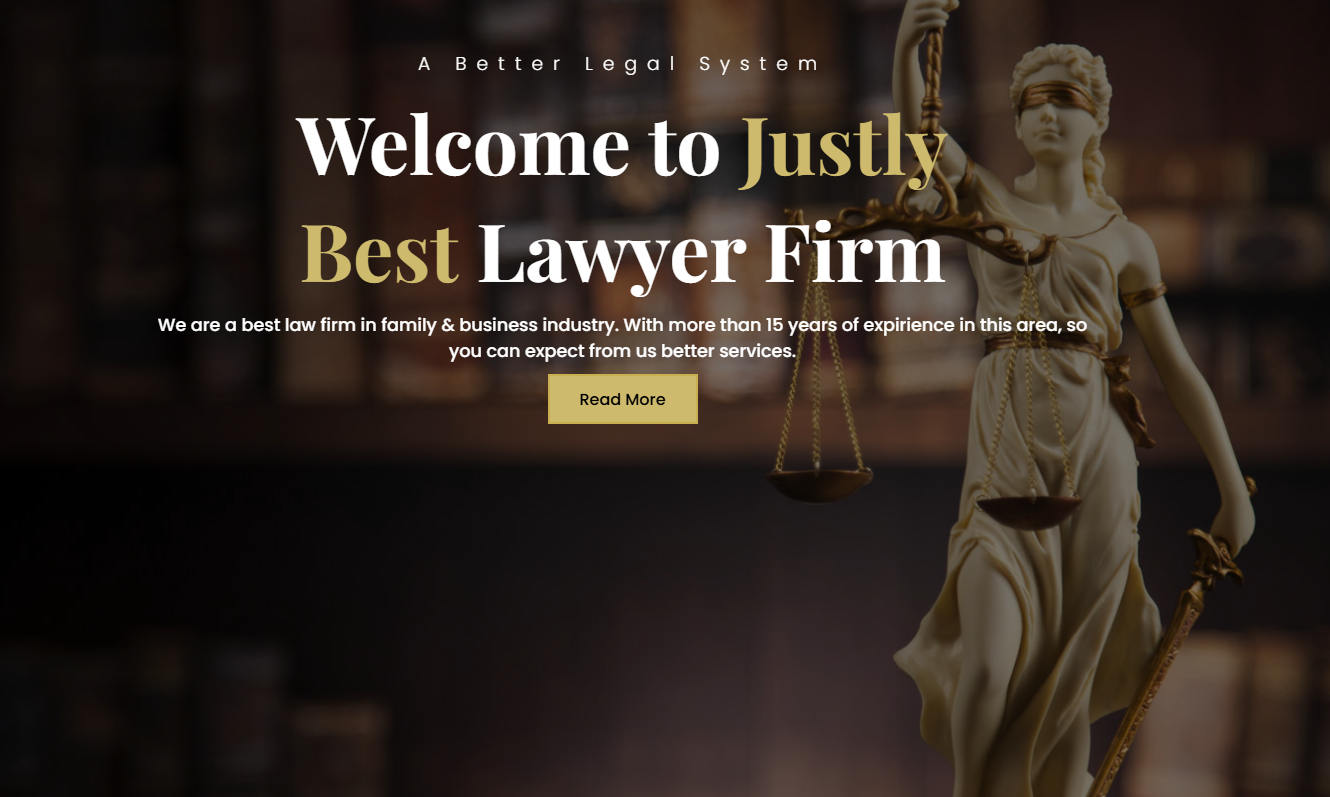 A Better Legal System
Welcome to Justly
Best Lawyer Firm
We are a best law firm in family & business industry. With more than 15 years of expirience in this area, so
you can expect from us better services.
Read More